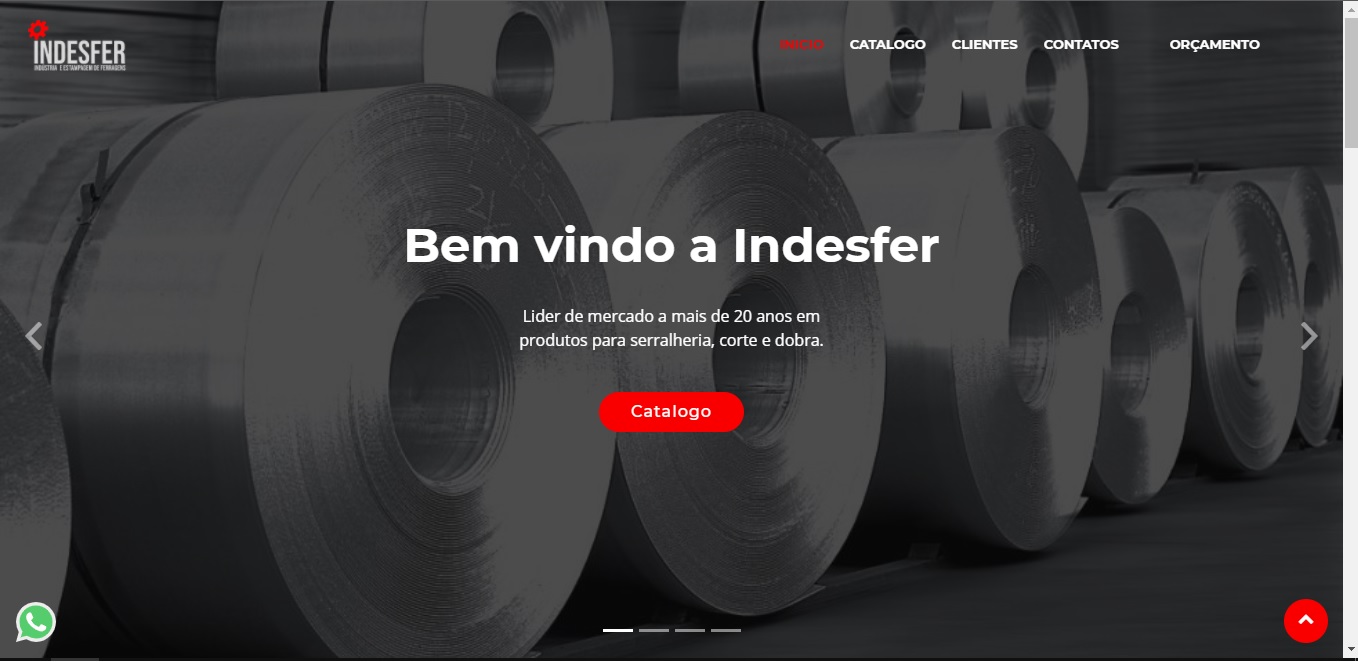 INDESFER
INDÚSTRIA E ESTAMPAGEM DE FERRAGENS
INICIO
CATALOGO
CLIENTES
CONTATOS
ORÇAMENTO
Bem vindo a Indesfer
Lider de mercado a mais de 20 anos em
produtos para serralheria, corte e dobra.
Catalogo